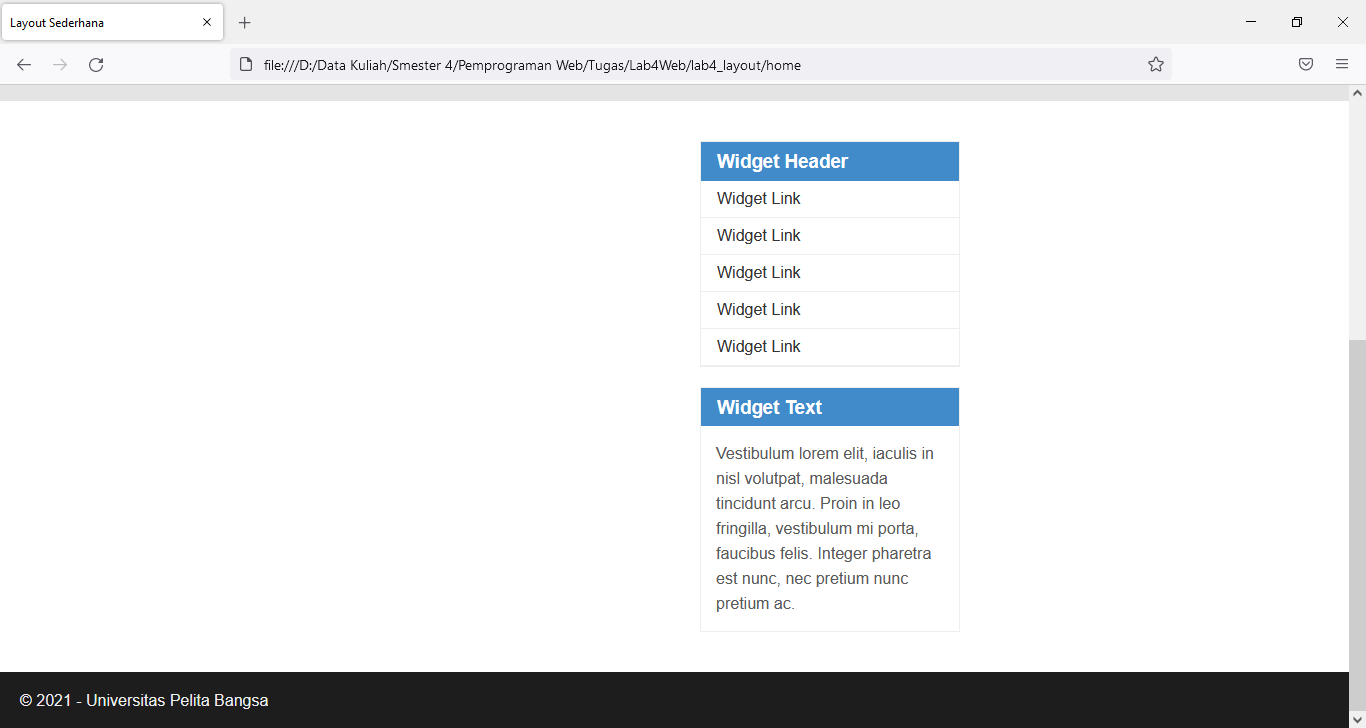 Layout Sederhana
file:///D:/Data Kuliah/Smester 4/Pemprograman Web/Tugas/Lab4Web/lab4_layout/home
Widget Header
Widget Link
Widget Link
Widget Link
Widget Link
Widget Link
Widget Text
Vestibulum lorem elit, iaculis in
nisl volutpat, malesuada
tincidunt arcu. Proin in leo
fringilla, vestibulum mi porta,
faucibus felis. Integer pharetra
est nunc, nec pretium nunc
pretium ac.
© 2021 - Universitas Pelita Bangsa